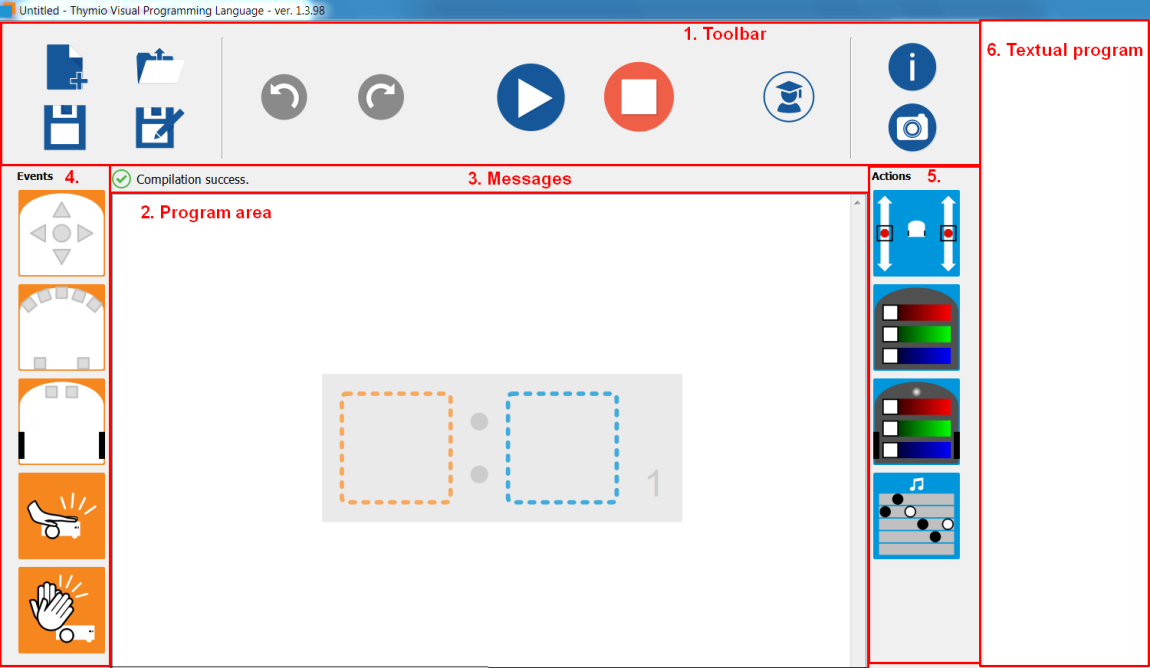 Untitled - Thymio Visual Programming Language - ver. 1.3.98
1. Toolbar
6. Textual program
i
Events 4.
Compilation success.
3. Messages
Actions 5.
2. Program area
1